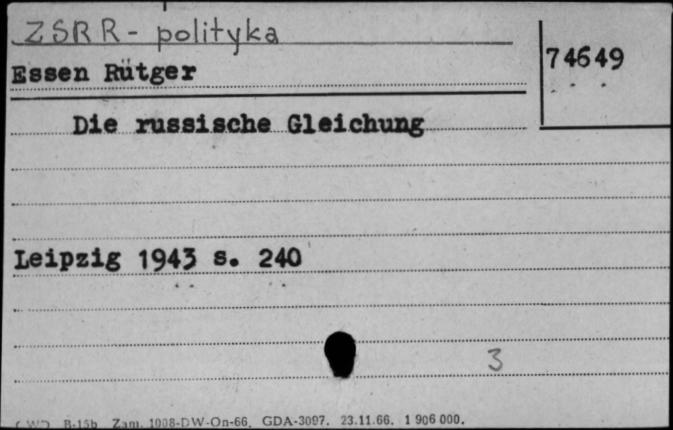 ZSRR - polityka
Essen Rütger
74649
Die russische Gleichung
Leipzig 1943 s. 240
3
B-15b Zam. 1008-DW-On-66. GDA-3097. 23.11.66. 1 906 000.